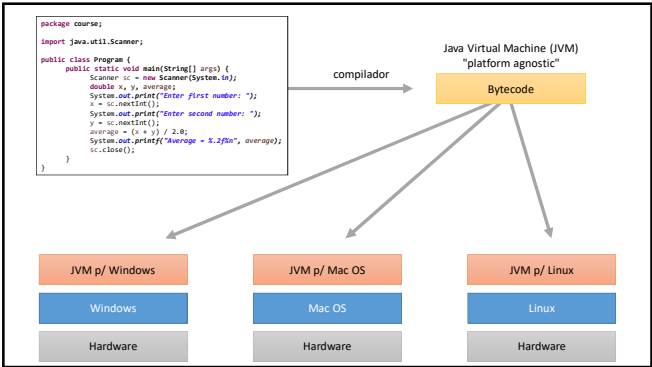 package course;
import java.util.Scanner;
public class Program {
public static void main(String[] args) {
Scanner sc = new Scanner(System.in);
double x, y, average;
System.out.print("Enter first number: ");
x = sc.nextInt();
System.out.print("Enter second number: ");
y = sc.nextInt();
average = (x + y) / 2.0;
System.out.printf("Average = %.2f%n", average);
sc.close();
}
}
compilador
Java Virtual Machine (JVM)
"platform agnostic"
Bytecode
JVM p/ Windows
JVM p/ Mac OS
JVM p/ Linux
Windows
Mac OS
Linux
Hardware
Hardware
Hardware